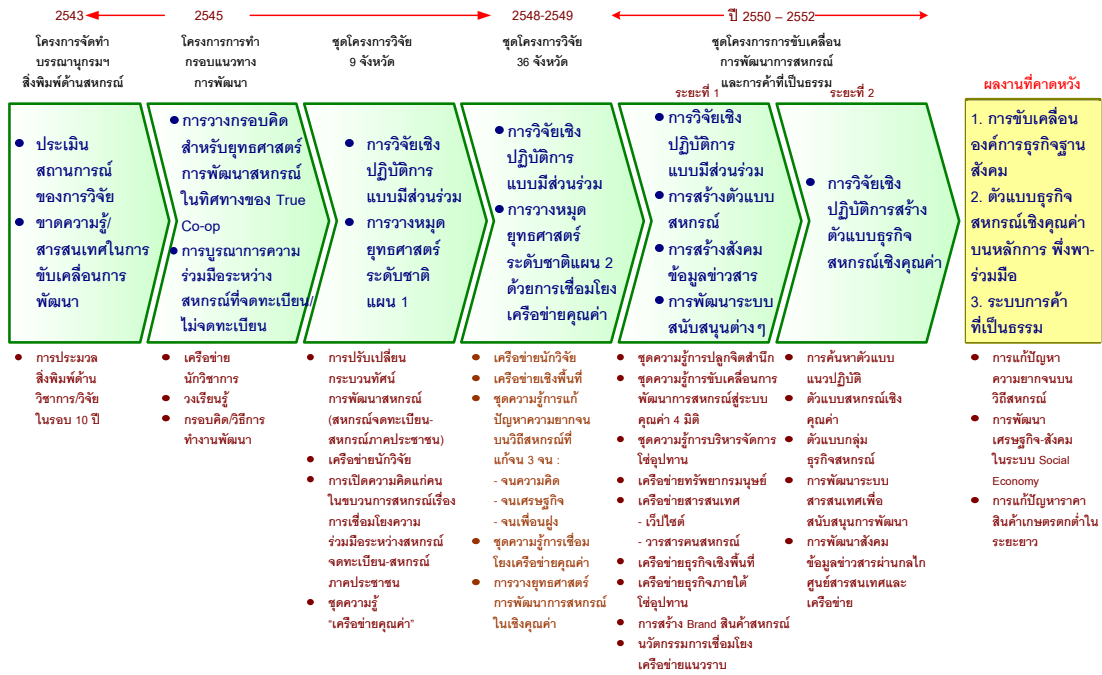 2543
2545
2548-2549
ปี 2550 – 2552
โครงการจัดทำ
บรรณานุกรมฯ
สิ่งพิมพ์ด้านสหกรณ์
โครงการการทำ
กรอบแนวทาง
การพัฒนา
ชุดโครงการวิจัย
9 จังหวัด
ชุดโครงการวิจัย
36 จังหวัด
ชุดโครงการการขับเคลื่อน
การพัฒนาการสหกรณ์
และการค้าที่เป็นธรรม
ระยะที่ 1
ระยะที่ 2
ผลงานที่คาดหวัง
• ประเมิน
สถานการณ์
ของการวิจัย
• ขาดความรู้/
สารสนเทศในการ
ขับเคลื่อนการ
พัฒนา
• การวางกรอบคิด
สำหรับยุทธศาสตร์
การพัฒนาสหกรณ์
ในทิศทางของ True
Co-op
• การบูรณาการความ
ร่วมมือระหว่าง
สหกรณ์ที่จดทะเบียน/
ไม่จดทะเบียน
• การวิจัยเชิง
ปฏิบัติการ
แบบมีส่วนร่วม
• การวางหมุด
ยุทธศาสตร์
ระดับชาติ
แผน 1
• การวิจัยเชิง
ปฏิบัติการ
แบบมีส่วนร่วม
• การวางหมุด
ยุทธศาสตร์
ระดับชาติแผน 2
ด้วยการเชื่อมโยง
เครือข่ายคุณค่า
• การวิจัยเชิง
ปฏิบัติการ
แบบมีส่วนร่วม
• การสร้างตัวแบบ
สหกรณ์
• การสร้างสังคม
ข้อมูลข่าวสาร
• การพัฒนาระบบ
สนับสนุนต่างๆ
• การวิจัยเชิง
ปฏิบัติการสร้าง
ตัวแบบธุรกิจ
สหกรณ์เชิงคุณค่า
1. การขับเคลื่อน
องค์การธุรกิจฐาน
สังคม
2. ตัวแบบธุรกิจ
สหกรณ์เชิงคุณค่า
บนหลักการ พึ่งพา-
ร่วมมือ
3. ระบบการค้า
ที่เป็นธรรม
• การประมวล
สิ่งพิมพ์ด้าน
วิชาการ/วิจัย
ในรอบ 10 ปี
• เครือข่าย
นักวิชาการ
• วงเรียนรู้
• กรอบคิด/วิธีการ
ทำงานพัฒนา
• การปรับเปลี่ยน
กระบวนทัศน์
การพัฒนาสหกรณ์
(สหกรณ์จดทะเบียน-
สหกรณ์ภาคประชาชน)
• เครือข่ายนักวิจัย
• การเปิดความคิดแก่คน
ในขบวนการสหกรณ์เรื่อง
การเชื่อมโยงความ
ร่วมมือระหว่างสหกรณ์
จดทะเบียน-สหกรณ์
ภาคประชาชน
• ชุดความรู้
"เครือข่ายคุณค่า"
• เครือข่ายนักวิจัย
• เครือข่ายเชิงพื้นที่
• ชุดความรู้การแก้
ปัญหาความยากจน
บนวิถีสหกรณ์ที่
แก้จน 3 จน :
- จนความคิด
- จนเศรษฐกิจ
- จนเพื่อนฝูง
• ชุดความรู้การเชื่อม
โยงเครือข่ายคุณค่า
• การวางยุทธศาสตร์
การพัฒนาการสหกรณ์
ในเชิงคุณค่า
• ชุดความรู้การปลูกจิตสำนึก
• ชุดความรู้การขับเคลื่อนการ
พัฒนาการสหกรณ์สู่ระบบ
คุณค่า 4 มิติ
• ชุดความรู้การบริหารจัดการ
โซ่อุปทาน
• เครือข่ายทรัพยากรมนุษย์
• เครือข่ายสารสนเทศ
- เว็ปไซต์
- วารสารคนสหกรณ์
• เครือข่ายธุรกิจเชิงพื้นที่
• เครือข่ายธุรกิจภายใต้
โซ่อุปทาน
• การสร้าง Brand สินค้าสหกรณ์
• นวัตกรรมการเชื่อมโยง
เครือข่ายแนวราบ
• การค้นหาตัวแบบ
แนวปฏิบัติ
• ตัวแบบสหกรณ์เชิง
คุณค่า
• ตัวแบบกลุ่ม
ธุรกิจสหกรณ์
• การพัฒนาระบบ
สารสนเทศเพื่อ
สนับสนุนการพัฒนา
• การพัฒนาสังคม
ข้อมูลข่าวสารผ่านกลไก
ศูนย์สารสนเทศและ
เครือข่าย
• การแก้ปัญหา
ความยากจนบน
วิถีสหกรณ์
• การพัฒนา
เศรษฐกิจ-สังคม
ในระบบ Social
Economy
• การแก้ปัญหาราคา
สินค้าเกษตรตกต่ำใน
ระยะยาว